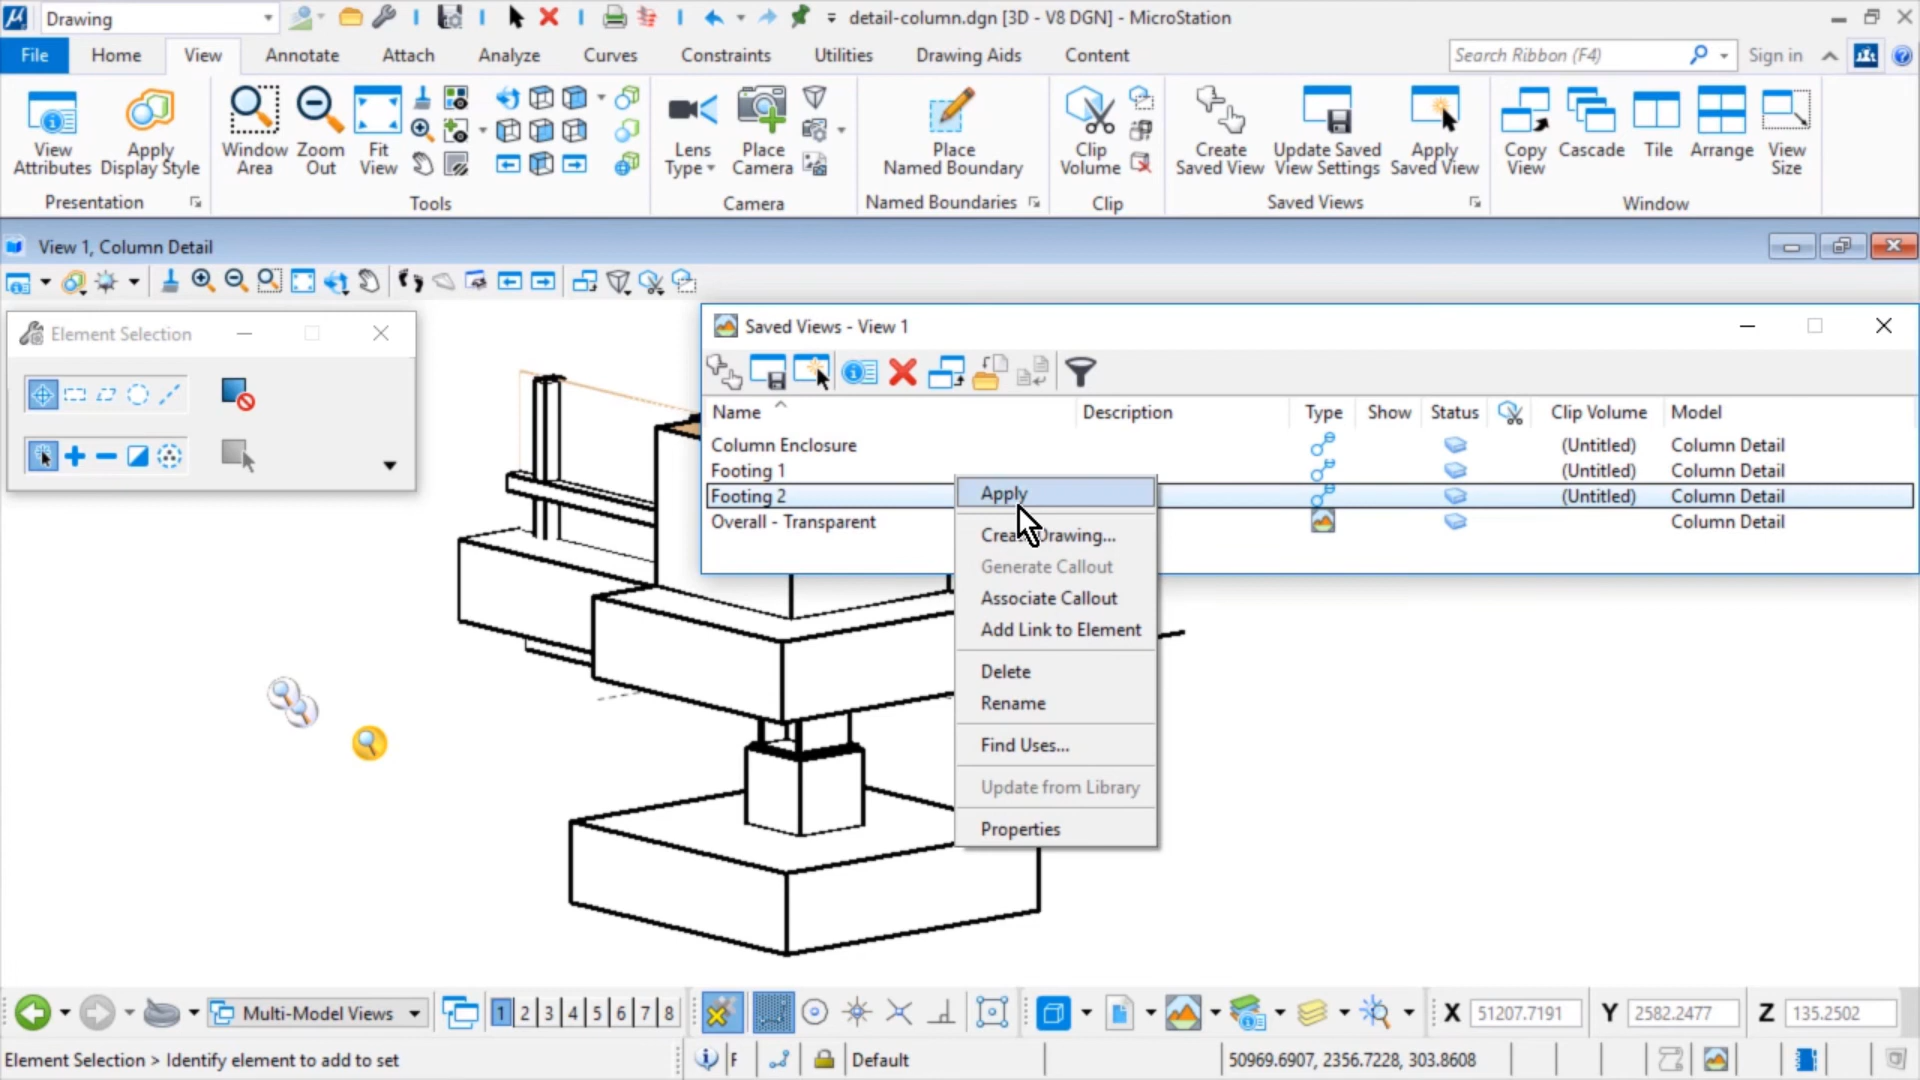 Drawing
detail-column.dgn [3D - V8 DGN] - MicroStation
File Home View Annotate Attach Analyze Curves Constraints Utilities Drawing Aids Content Search Ribbon (F4) Sign in
View Attributes
Apply Display Style
Presentation
Window Area
Zoom Out
Fit View
Tools
Lens Type
Place Camera
Camera
Place Named Boundary
Named Boundaries
Clip Volume
Clip
Create Saved View
Update Saved View Settings
Apply Saved View
Saved Views
Copy View
Cascade
Tile
Arrange
View Size
Window
View 1, Column Detail
Element Selection
Saved Views - View 1
Name Description Type Show Status Clip Volume Model
Column Enclosure (Untitled) Column Detail
Footing 1 (Untitled) Column Detail
Footing 2 (Untitled) Column Detail
Overall - Transparent Column Detail
Apply
Drawing...
Generate Callout
Associate Callout
Add Link to Element
Delete
Rename
Find Uses...
Update from Library
Properties
Multi-Model Views 1 2 3 4 5 6 7 8 X 51207.7191 Y 2582.2477 Z 135.2502
Element Selection > Identify element to add to set F Default 50969.6907, 2356.7228, 303.8608